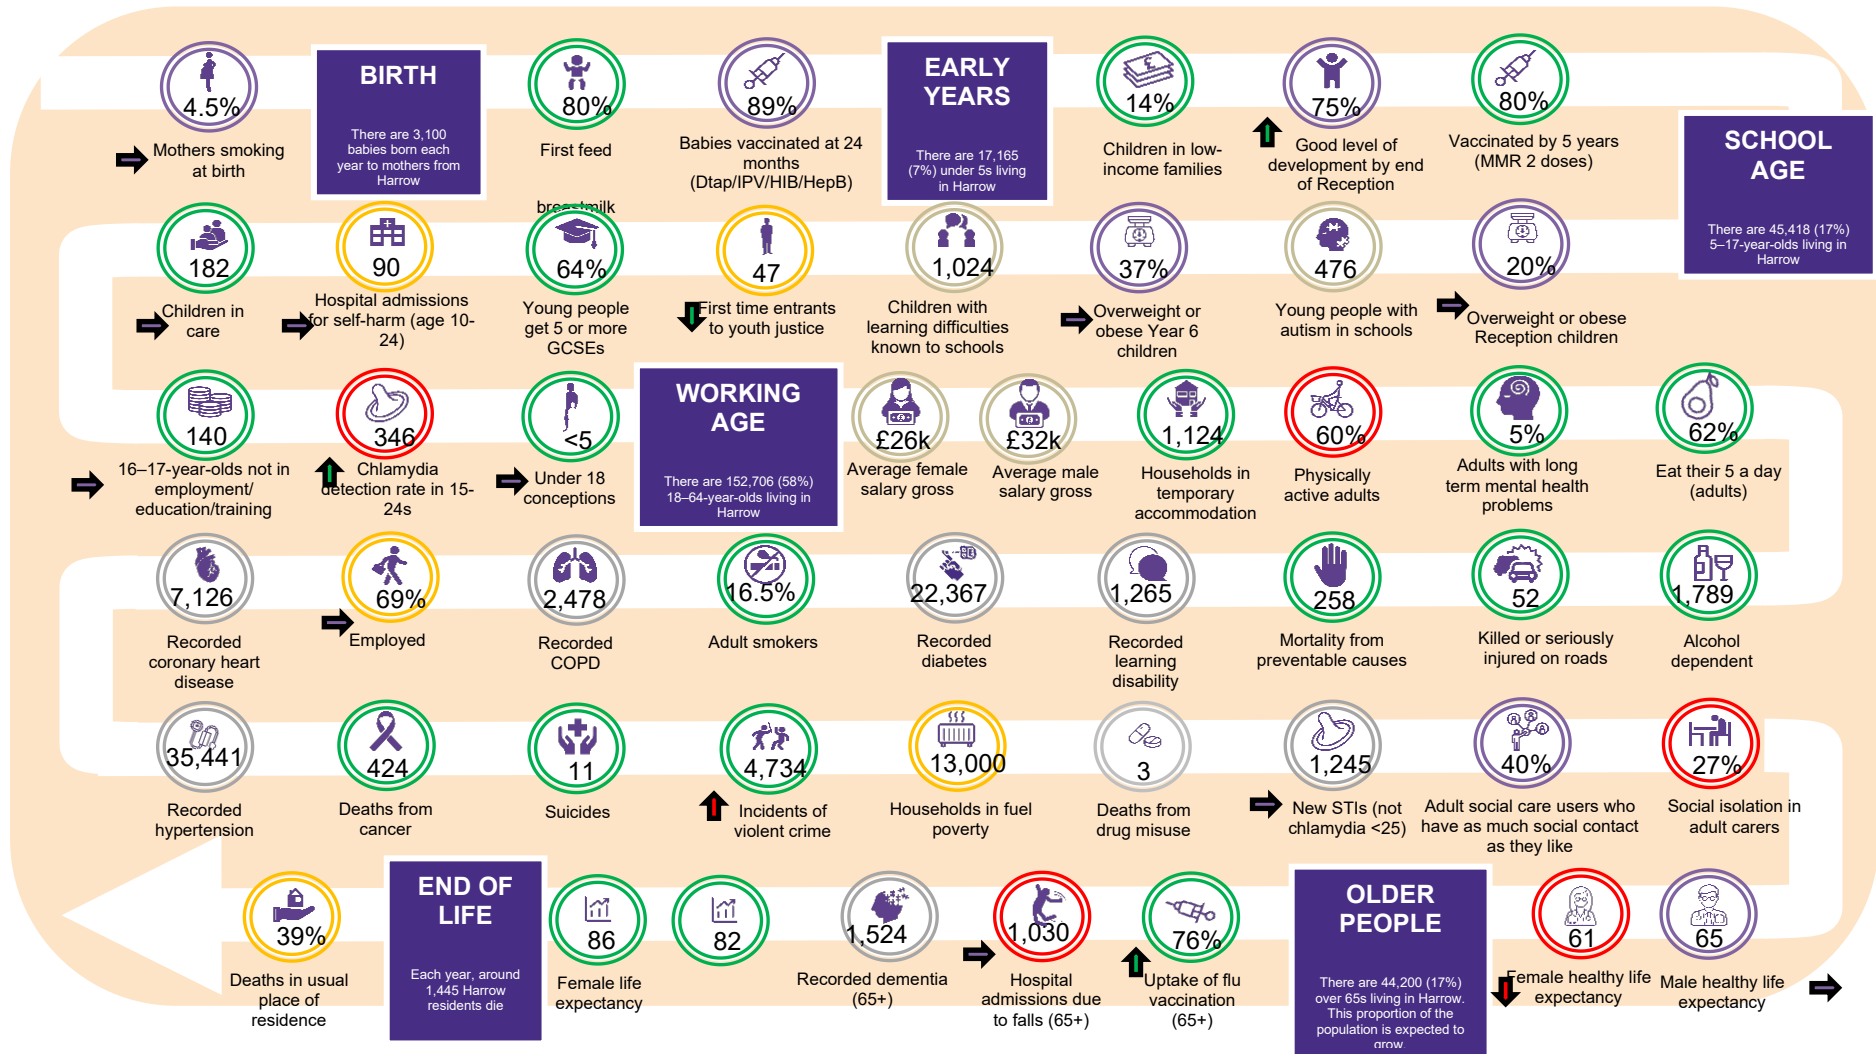 4.5%
Mothers smoking
at birth
BIRTH
There are 3,100
babies born each
year to mothers from
Harrow
80%
First feed
breastmilk
89%
Babies vaccinated at 24
months
(Dtap/IPV/HIB/HepB)
EARLY
YEARS
There are 17,165
(7%) under 5s living
in Harrow
14%
Children in low-
income families
75%
Good level of
development by end
of Reception
80%
Vaccinated by 5 years
(MMR 2 doses)
SCHOOL
AGE
There are 45,418 (17%)
5–17-year-olds living in
Harrow
182
Children in
care
90
Hospital admissions
for self-harm (age 10-
24)
64%
Young people
get 5 or more
GCSEs
47
First time entrants
to youth justice
1,024
Children with
learning difficulties
known to schools
37%
Overweight or
obese Year 6
children
476
Young people with
autism in schools
20%
Overweight or obese
Reception children
140
16–17-year-olds not in
employment/
education/training
346
Chlamydia
detection rate in 15-
24s
<5
Under 18
conceptions
WORKING
AGE
There are 152,706 (58%)
18–64-year-olds living in
Harrow
£26k
Average female
salary gross
£32k
Average male
salary gross
1,124
Households in
temporary
accommodation
60%
Physically
active adults
5%
Adults with long
term mental health
problems
62%
Eat their 5 a day
(adults)
7,126
Recorded
coronary heart
disease
69%
Employed
2,478
Recorded
COPD
16.5%
Adult smokers
22,367
Recorded
diabetes
1,265
Recorded
learning
disability
258
Mortality from
preventable causes
52
Killed or seriously
injured on roads
1,789
Alcohol
dependent
35,441
Recorded
hypertension
424
Deaths from
cancer
11
Suicides
4,734
Incidents of
violent crime
13,000
Households in fuel
poverty
3
Deaths from
drug misuse
1,245
New STIs (not
chlamydia <25)
40%
Adult social care users who
have as much social contact
as they like
27%
Social isolation in
adult carers
39%
Deaths in usual
place of
residence
END OF
LIFE
Each year, around
1,445 Harrow
residents die
86
Female life
expectancy
82
1,524
Recorded dementia
(65+)
1,030
Hospital
admissions due
to falls (65+)
76%
Uptake of flu
vaccination
(65+)
OLDER
PEOPLE
There are 44,200 (17%)
over 65s living in Harrow.
This proportion of the
population is expected to
grow.
61
Female healthy life
expectancy
65
Male healthy life
expectancy